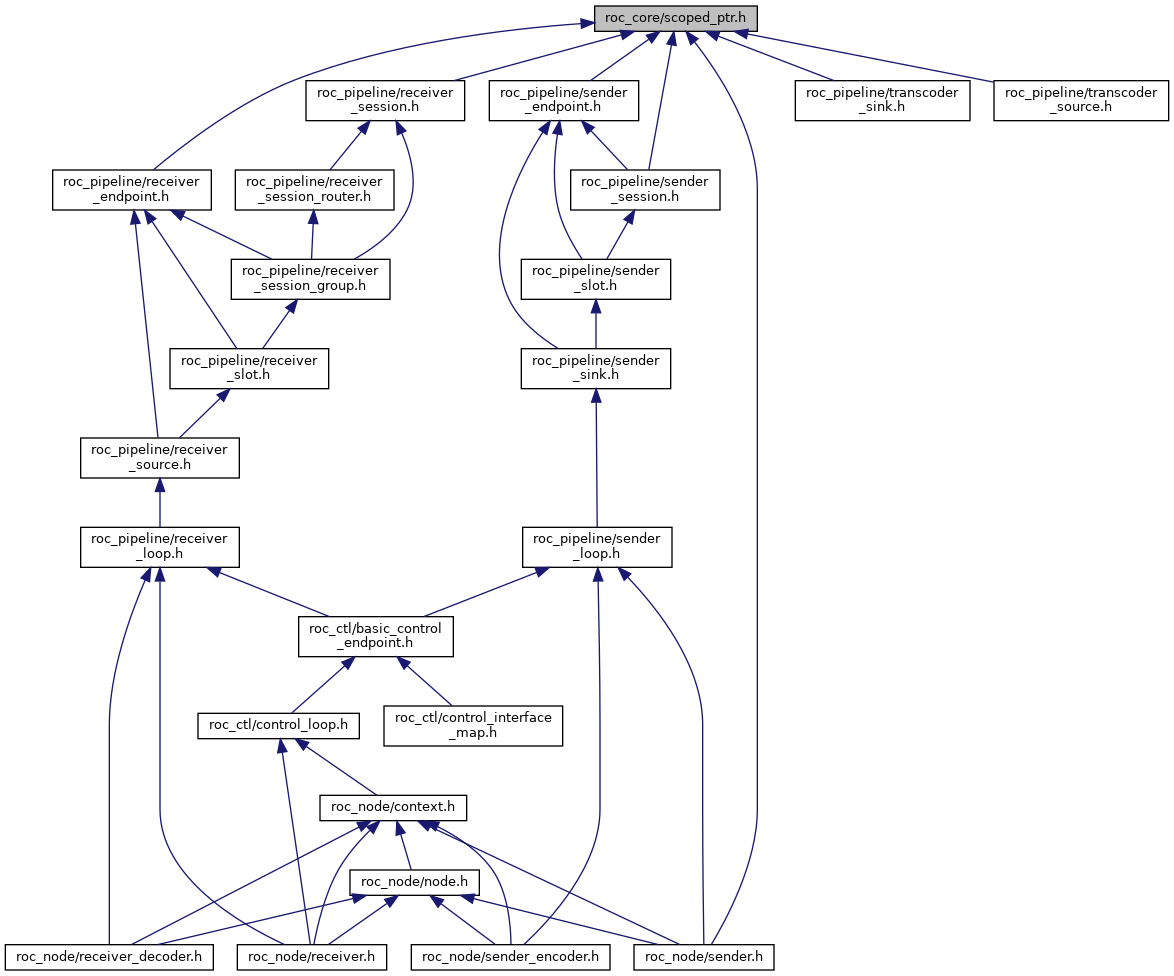 roc_core/scoped_ptr.h
roc_pipeline/receiver
_session.h
roc_pipeline/sender
_endpoint.h
roc_pipeline/transcoder
_sink.h
roc_pipeline/transcoder
_source.h
roc_pipeline/receiver
_endpoint.h
roc_pipeline/receiver
_session_router.h
roc_pipeline/sender
_session.h
roc_pipeline/receiver
_session_group.h
roc_pipeline/sender
_slot.h
roc_pipeline/receiver
_slot.h
roc_pipeline/sender
_sink.h
roc_pipeline/receiver
_source.h
roc_pipeline/receiver
_loop.h
roc_pipeline/sender
_loop.h
roc_ctl/basic_control
_endpoint.h
roc_ctl/control_loop.h
roc_ctl/control_interface
_map.h
roc_node/context.h
roc_node/node.h
roc_node/receiver_decoder.h
roc_node/receiver.h
roc_node/sender_encoder.h
roc_node/sender.h